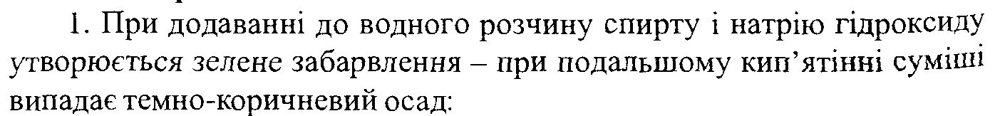 1. При додаванні до водного розчину спирту і натрію гідроксиду
утворюється зелене забарвлення – при подальшому кип’ятінні суміші
випадає темно-коричневий осад: